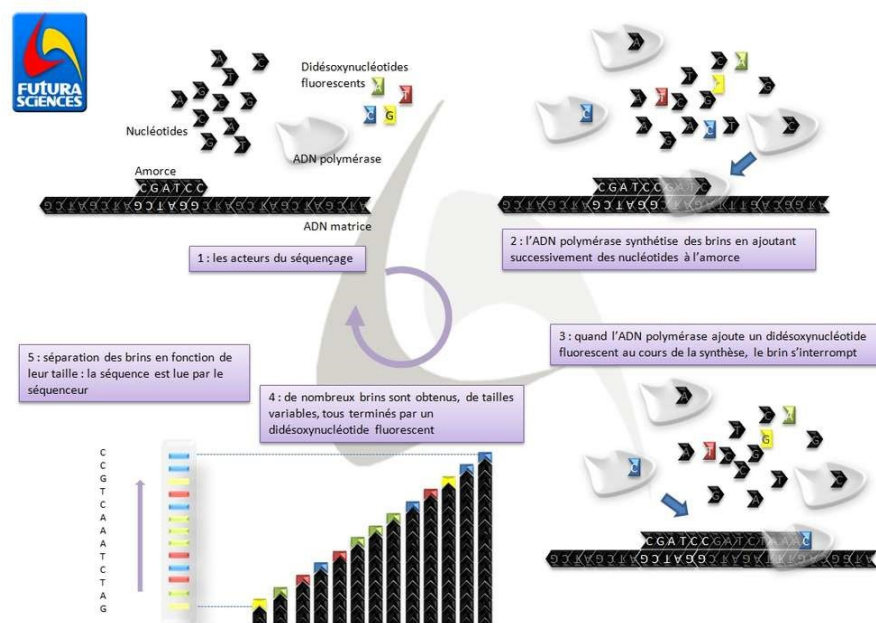 FUTURA
SCIENCES
Didésoxynucléotides
fluorescents
Nucléotides
ADN polymérase
Amorce
CGATCC
ADN matrice
1 : les acteurs du séquençage
CGATCCGATC
2 : l'ADN polymérase synthétise des brins en ajoutant
successivement des nucléotides à l'amorce
3 : quand l'ADN polymérase ajoute un didésoxynucléotide
fluorescent au cours de la synthèse, le brin s'interrompt
CGATCCGATCTAAAC
4 : de nombreux brins sont obtenus, de tailles
variables, tous terminés par un
didésoxynucléotide fluorescent
5 : séparation des brins en fonction de
leur taille : la séquence est lue par le
séquenceur
C
C
G
T
C
A
A
A
T
C
T
A
G